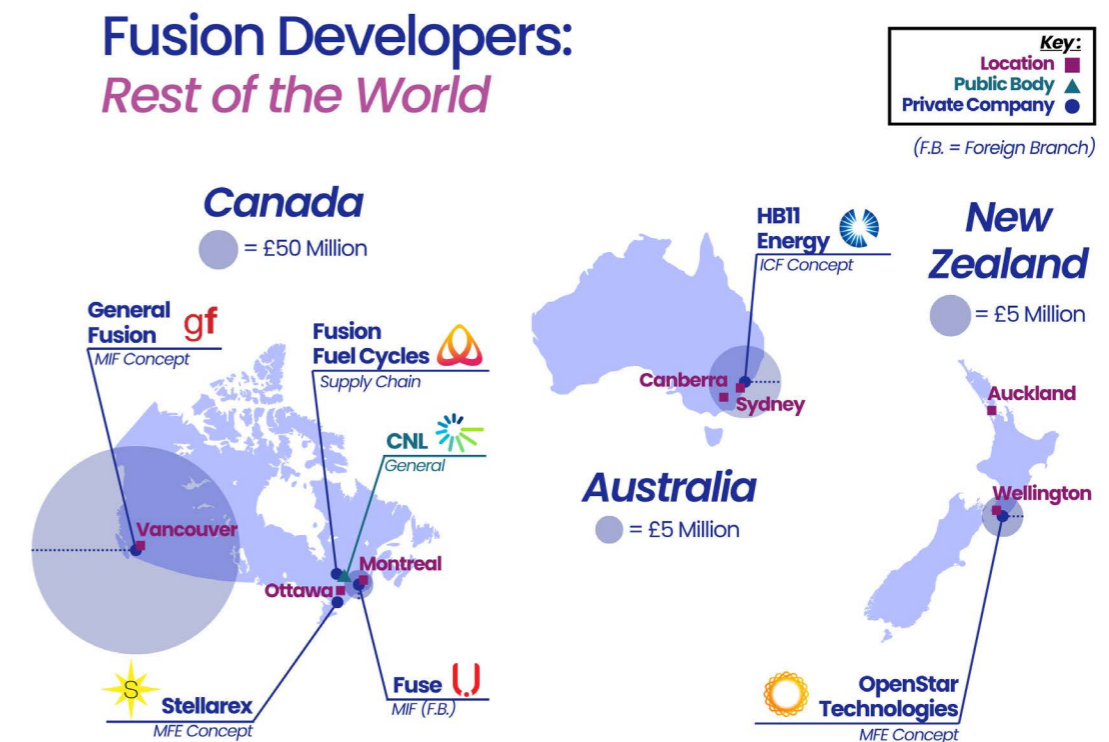 Fusion Developers:
Rest of the World
Key:
Location
Public Body
Private Company
(F.B. = Foreign Branch)
Canada
= £50 Million
General
Fusion
gf
MIF Concept
Fusion
Fuel Cycles
Supply Chain
CNL
General
Vancouver
Montreal
Ottawa
S
Stellarex
MFE Concept
Fuse
MIF (F.B.)
HB11
Energy
ICF Concept
Canberra
Sydney
Australia
= £5 Million
New
Zealand
= £5 Million
Auckland
Wellington
OpenStar
Technologies
MFE Concept